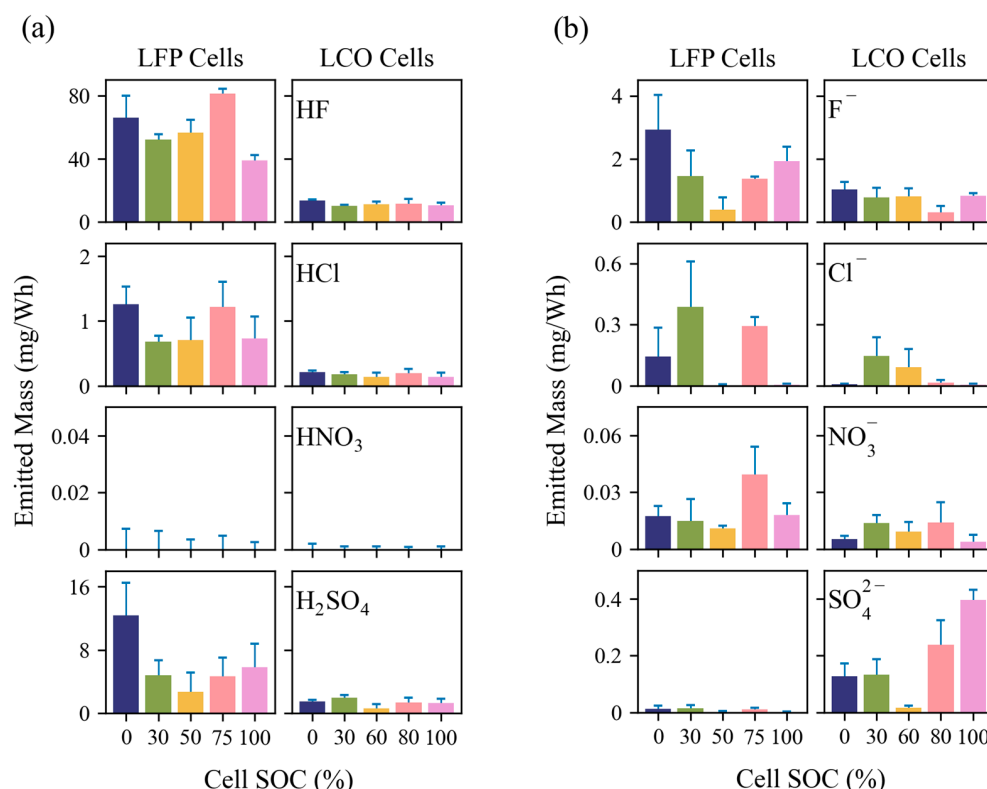 (a)
LFP Cells LCO Cells
80
40
0
HF
2
1
0
HCl
0.04
0.02
0
HNO₃
16
8
0
H₂SO₄
0 30 50 75 100 0 30 60 80 100
Cell SOC (%)
Emitted Mass (mg/Wh)
(b)
LFP Cells LCO Cells
4
2
0
F⁻
0.6
0.3
0
Cl⁻
0.06
0.03
0
NO₃⁻
0.4
0.2
0
SO₄²⁻
0 30 50 75 100 0 30 60 80 100
Cell SOC (%)
Emitted Mass (mg/Wh)